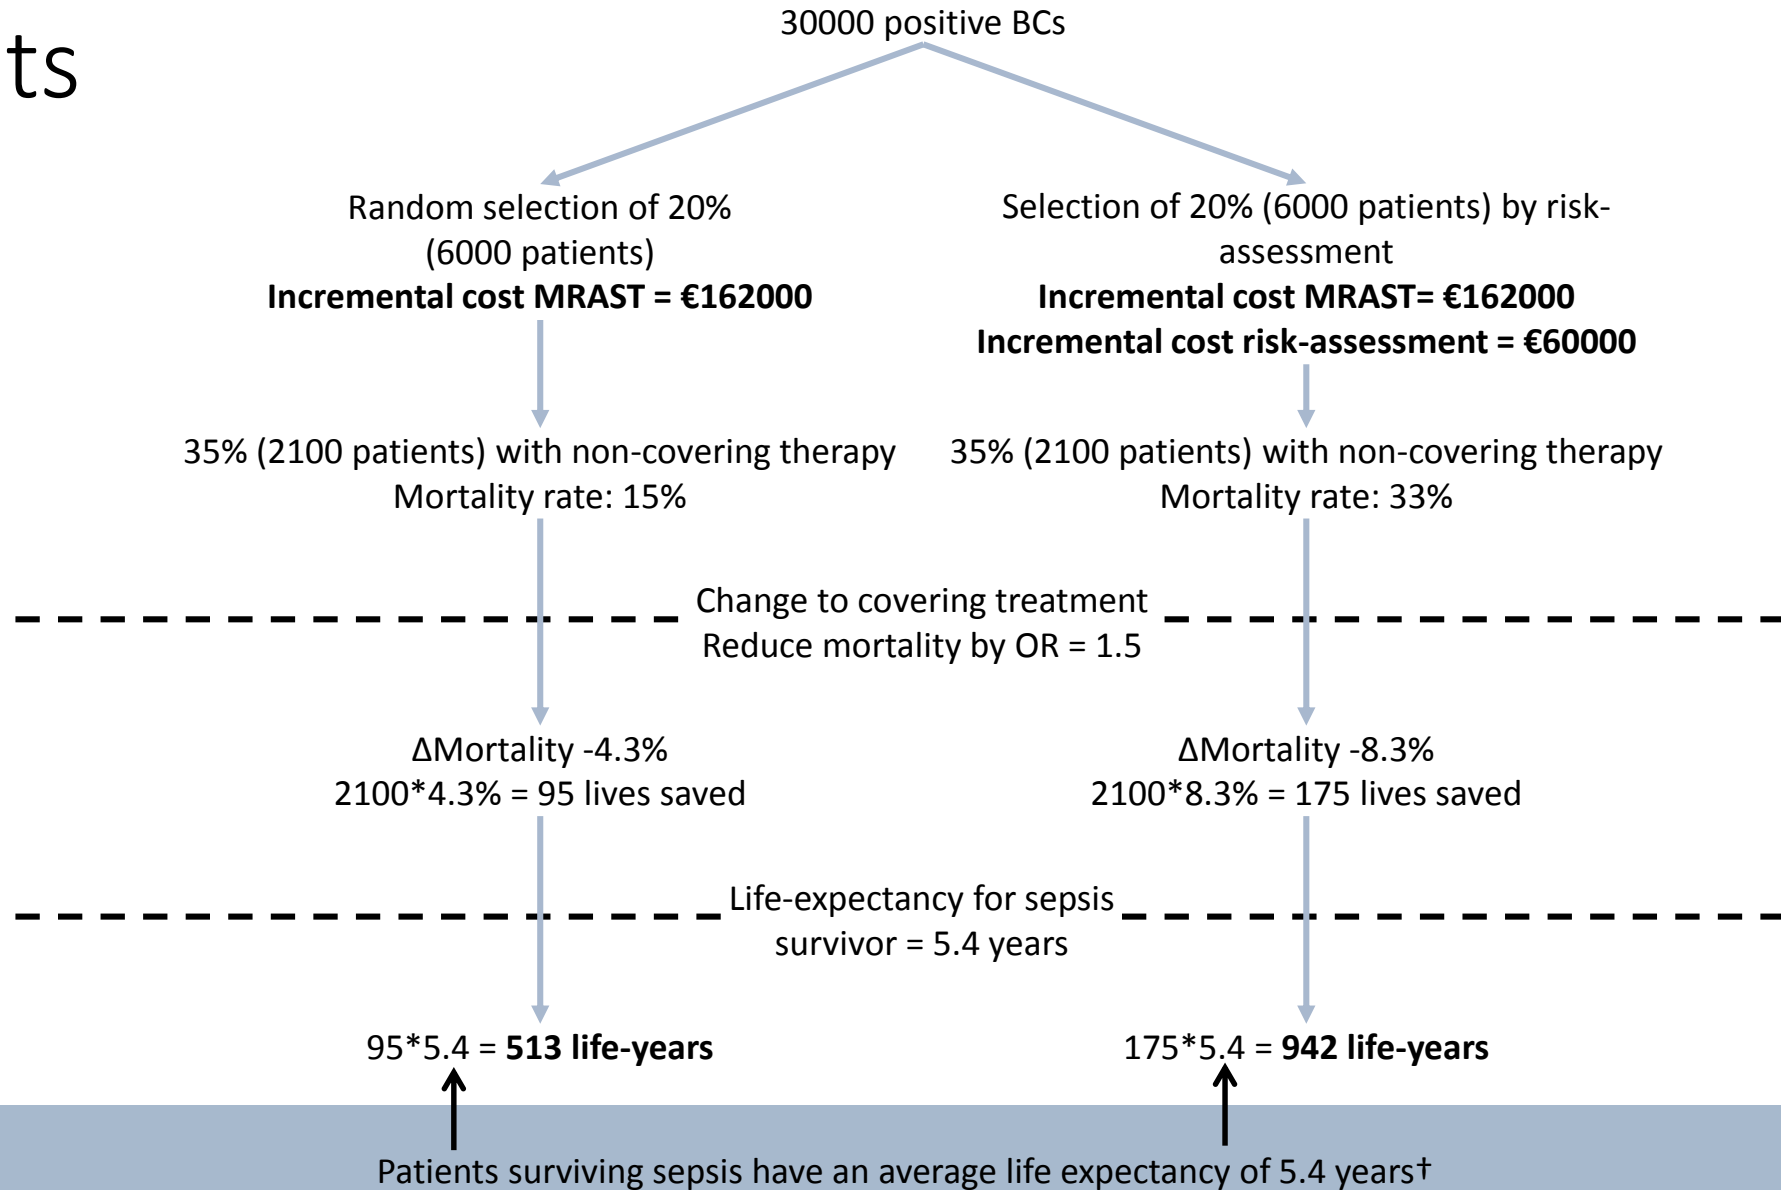 ts
30000 positive BCs
Random selection of 20%
(6000 patients)
Incremental cost MRAST = €162000
Selection of 20% (6000 patients) by risk-
assessment
Incremental cost MRAST= €162000
Incremental cost risk-assessment = €60000
35% (2100 patients) with non-covering therapy
Mortality rate: 15%
35% (2100 patients) with non-covering therapy
Mortality rate: 33%
Change to covering treatment
Reduce mortality by OR = 1.5
ΔMortality -4.3%
2100*4.3% = 95 lives saved
ΔMortality -8.3%
2100*8.3% = 175 lives saved
Life-expectancy for sepsis
survivor = 5.4 years
95*5.4 = 513 life-years
175*5.4 = 942 life-years
Patients surviving sepsis have an average life expectancy of 5.4 years†